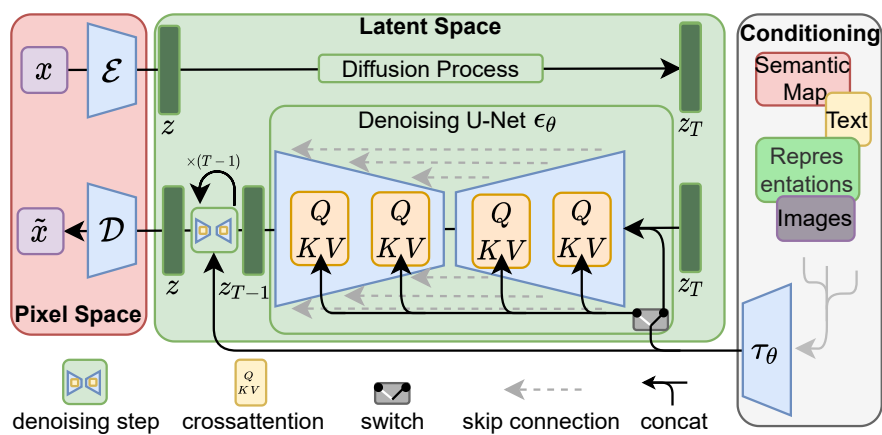 Latent Space
Conditioning
x
ℰ
Diffusion Process
Semantic
Map
z
Denoising U-Net ϵ_θ
z_T
Text
×(T−1)
Repres
entations
Images
x̃
𝒟
Q
KV
Q
KV
Q
KV
Q
KV
z
z_{T−1}
z_T
Pixel Space
τ_θ
Q
KV
denoising step
crossattention
switch
skip connection
concat